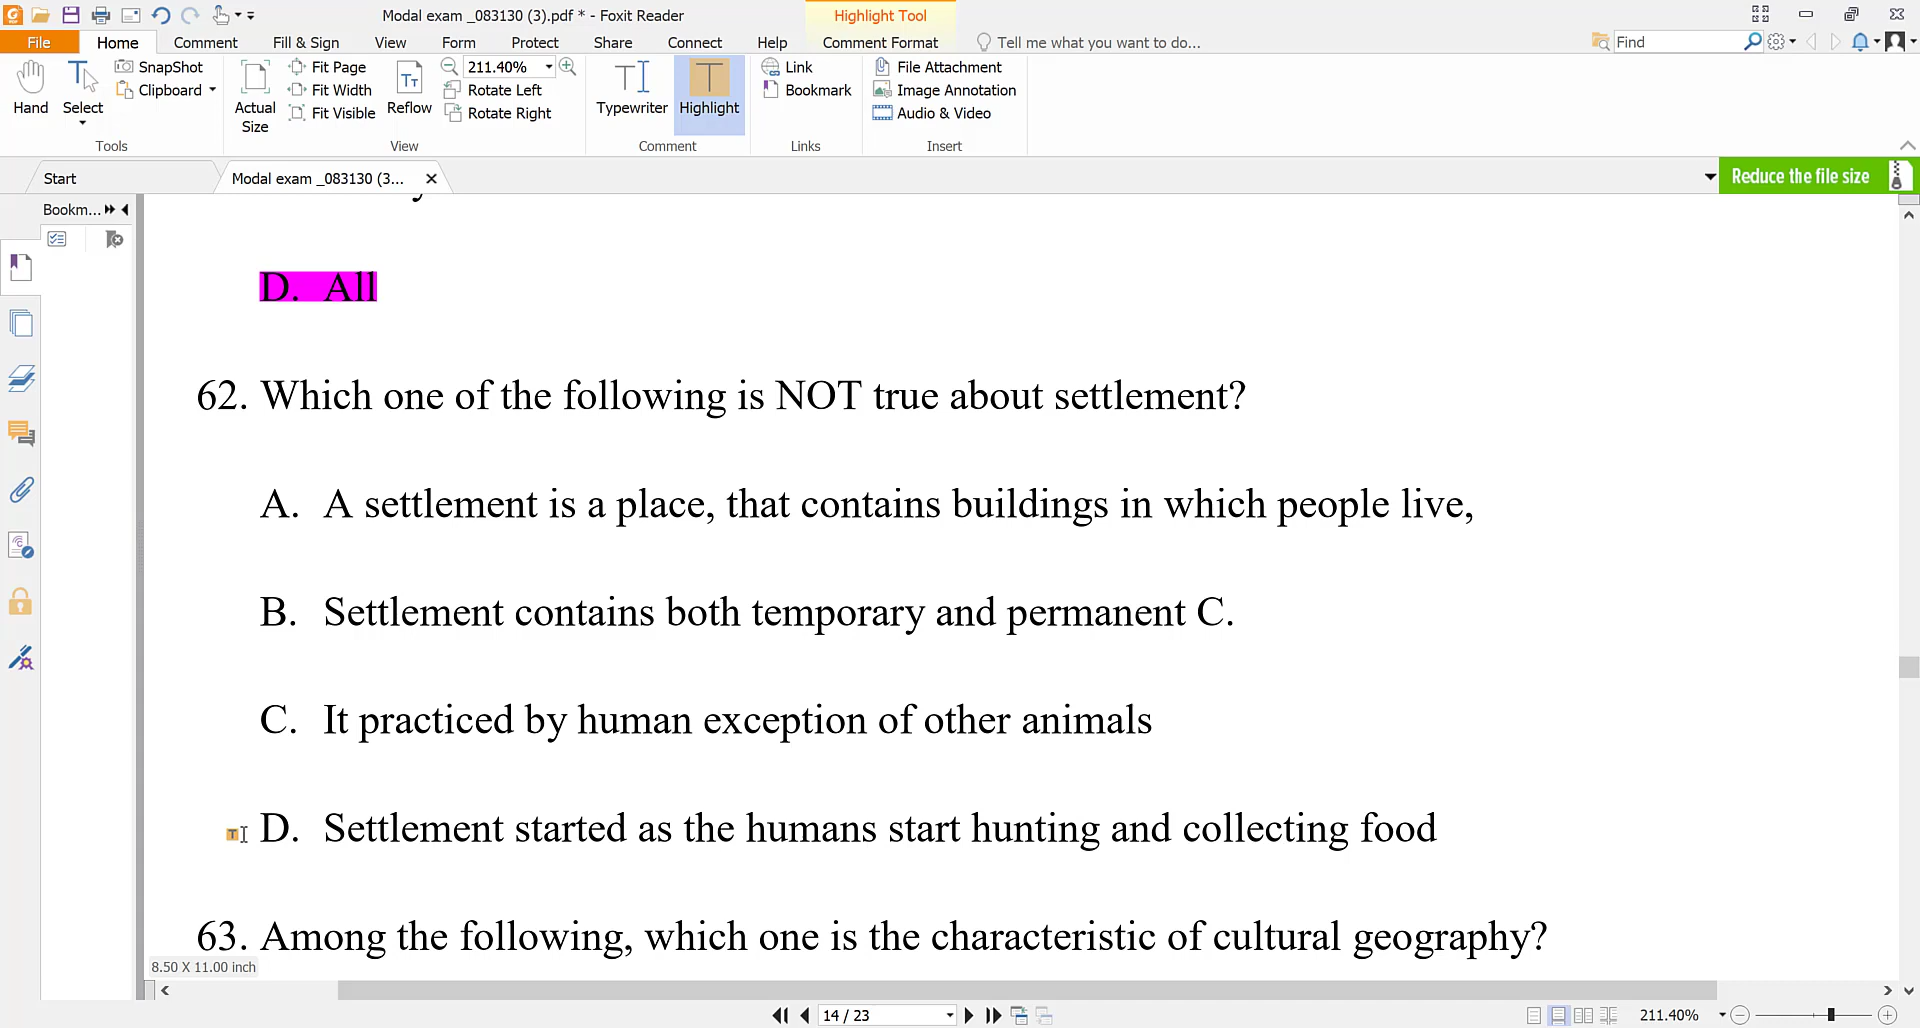 Modal exam _083130 (3).pdf * - Foxit Reader
Highlight Tool
File
Home
Comment
Fill & Sign
View
Form
Protect
Share
Connect
Help
Comment Format
Tell me what you want to do...
Find
Hand
Select
SnapShot
Clipboard
Tools
Actual Size
Fit Page
Fit Width
Fit Visible
Reflow
211.40%
Rotate Left
Rotate Right
View
Typewriter
Highlight
Comment
Link
Bookmark
Links
File Attachment
Image Annotation
Audio & Video
Insert
Start
Modal exam _083130 (3...
Reduce the file size
Bookm...
D. All
62. Which one of the following is NOT true about settlement?
A. A settlement is a place, that contains buildings in which people live,
B. Settlement contains both temporary and permanent C.
C. It practiced by human exception of other animals
D. Settlement started as the humans start hunting and collecting food
63. Among the following, which one is the characteristic of cultural geography?
8.50 X 11.00 inch
14 / 23
211.40%